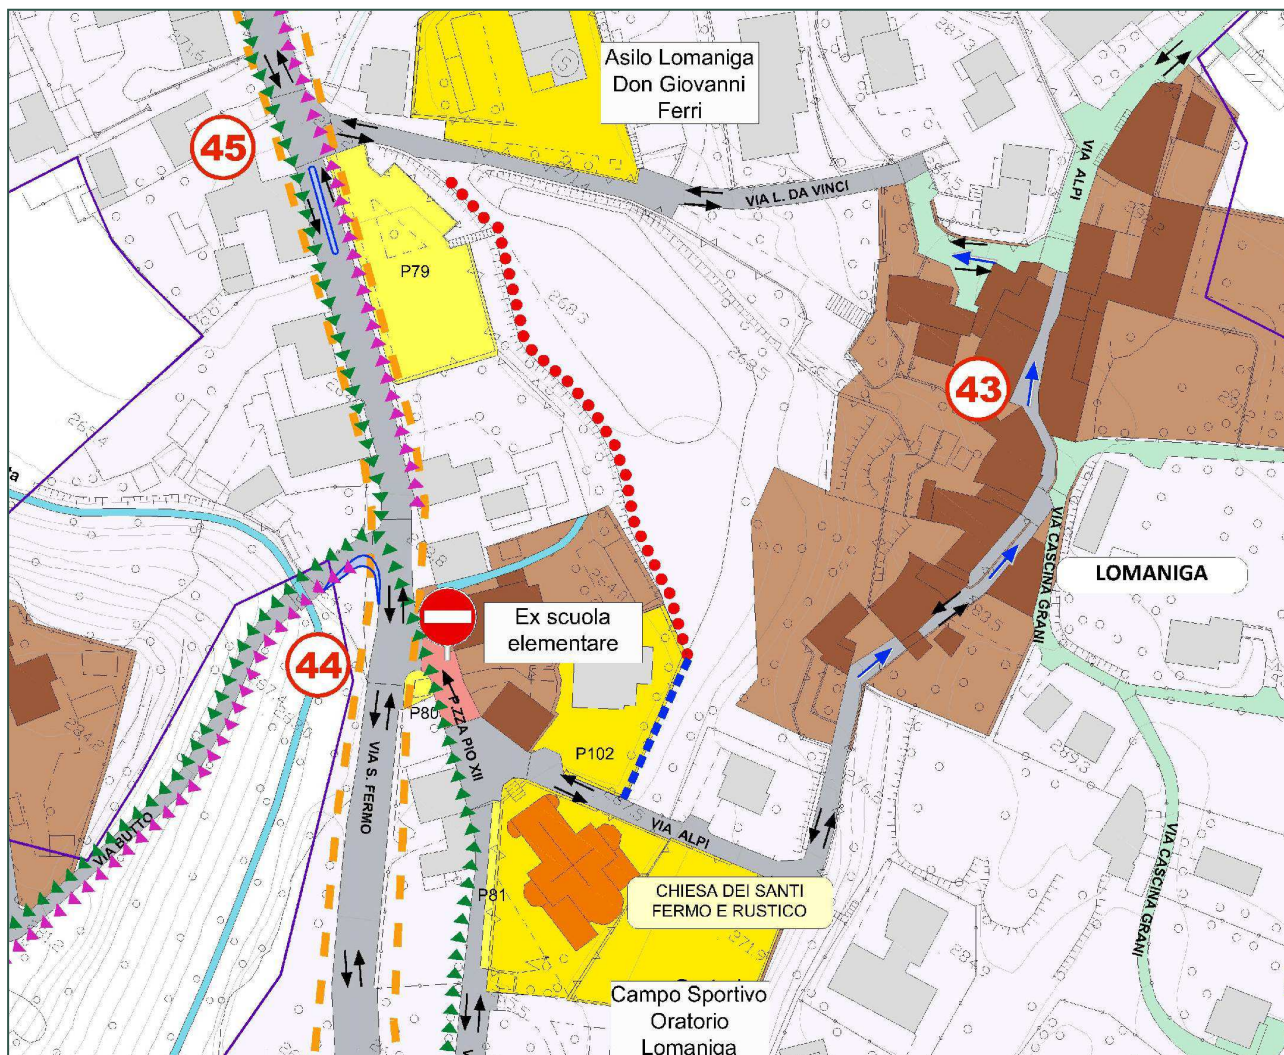 Asilo Lomaniga
Don Giovanni
Ferri
S
45
VIA L. DA VINCI
VIA ALPI
P79
43
VIA CASCINA GRANI
LOMANIGA
Ex scuola
elementare
44
P80
P.ZZA PIO XII
P102
VIA S. FERMO
VIA BUTTO
VIA ALPI
P81
CHIESA DEI SANTI
FERMO E RUSTICO
VIA CASCINA GRANI
Campo Sportivo
Oratorio
Lomaniga